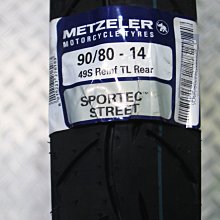 METZELER
MOTORCYCLE TYRES
90/80 - 14
49S Reinf TL Rear
SPORTEC™
STREET